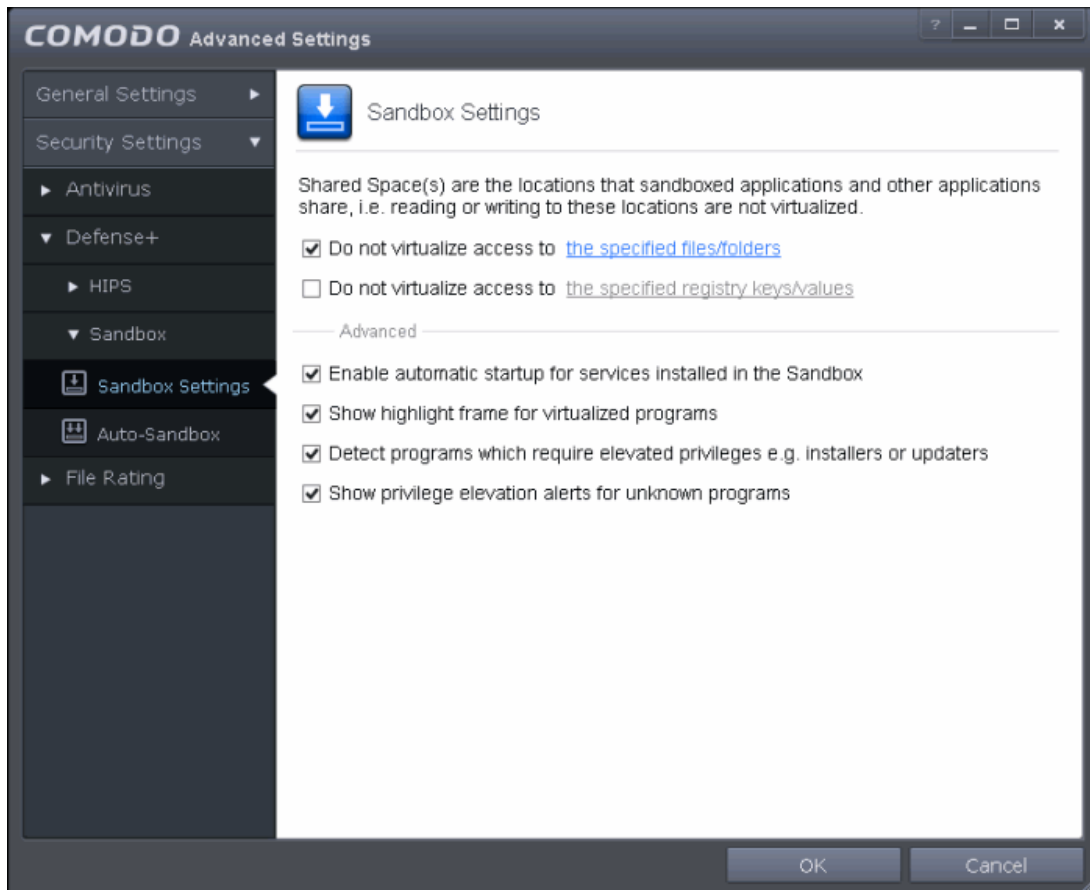 COMODO Advanced Settings
?
General Settings
Security Settings
Antivirus
Defense+
HIPS
Sandbox
Sandbox Settings
Auto-Sandbox
File Rating
Sandbox Settings
Shared Space(s) are the locations that sandboxed applications and other applications
share, i.e. reading or writing to these locations are not virtualized.
Do not virtualize access to the specified files/folders
Do not virtualize access to the specified registry keys/values
Advanced
Enable automatic startup for services installed in the Sandbox
Show highlight frame for virtualized programs
Detect programs which require elevated privileges e.g. installers or updaters
Show privilege elevation alerts for unknown programs
OK
Cancel